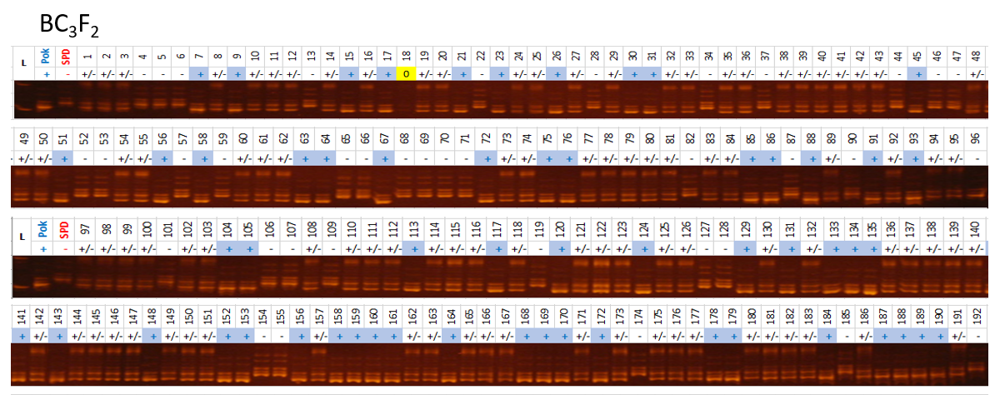 BC3F2
L Pok SPD 1 2 3 4 5 6 7 8 9 10 11 12 13 14 15 16 17 18 19 20 21 22 23 24 25 26 27 28 29 30 31 32 33 34 35 36 37 38 39 40 41 42 43 44 45 46 47 48
+ - +/- +/- +/- - - - + +/- + +/- +/- +/- - +/- + +/- + 0 +/- +/- + - + +/- +/- + +/- - +/- + + +/- +/- - +/- +/- - +/- +/- +/- +/- +/- +/- - + - - +/-
49 50 51 52 53 54 55 56 57 58 59 60 61 62 63 64 65 66 67 68 69 70 71 72 73 74 75 76 77 78 79 80 81 82 83 84 85 86 87 88 89 90 91 92 93 94 95 96
+/- +/- + - - +/- +/- + - + - +/- +/- +/- + + - - + - - - - + +/- +/- + + +/- +/- +/- +/- +/- - +/- +/- + + - + +/- - + +/- + +/- +/- -
L Pok SPD 97 98 99 100 101 102 103 104 105 106 107 108 109 110 111 112 113 114 115 116 117 118 119 120 121 122 123 124 125 126 127 128 129 130 131 132 133 134 135 136 137 138 139 140
+ - +/- +/- +/- +/- - +/- +/- + + - - +/- - +/- +/- +/- + +/- +/- +/- + +/- - + +/- +/- +/- + +/- +/- - - + +/- + +/- + + + +/- +/- +/- +/- +/-
141 142 143 144 145 146 147 148 149 150 151 152 153 154 155 156 157 158 159 160 161 162 163 164 165 166 167 168 169 170 171 172 173 174 175 176 177 178 179 180 181 182 183 184 185 186 187 188 189 190 191 192
+ +/- + +/- +/- +/- +/- + +/- +/- +/- + + - - + +/- + + + + +/- +/- + +/- +/- +/- + + + +/- + +/- - +/- +/- +/- + + +/- +/- +/- +/- + - +/- + + + + +/- -